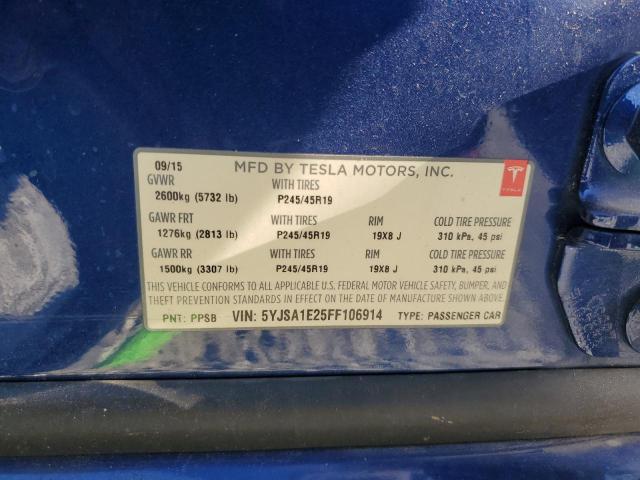 09/15 MFD BY TESLA MOTORS, INC.
GVWR WITH TIRES
2600kg (5732 lb) P245/45R19
TESLA
GAWR FRT WITH TIRES RIM COLD TIRE PRESSURE
1276kg (2813 lb) P245/45R19 19X8 J 310 kPa, 45 psi
GAWR RR WITH TIRES RIM COLD TIRE PRESSURE
1500kg (3307 lb) P245/45R19 19X8 J 310 kPa, 45 psi
THIS VEHICLE CONFORMS TO ALL APPLICABLE U.S. FEDERAL MOTOR VEHICLE SAFETY, BUMPER, AND
THEFT PREVENTION STANDARDS IN EFFECT ON THE DATE OF MANUFACTURE SHOWN ABOVE.
PNT: PPSB VIN: 5YJSA1E25FF106914 TYPE: PASSENGER CAR